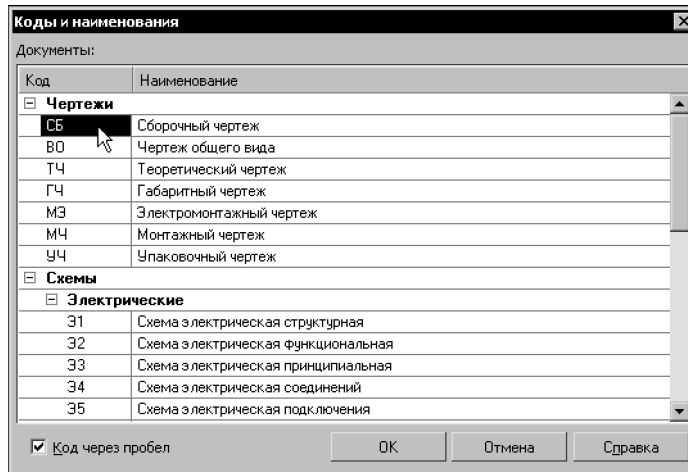 Коды и наименования
Документы:
Код Наименование
Чертежи
СБ Сборочный чертеж
ВО Чертеж общего вида
ТЧ Теоретический чертеж
ГЧ Габаритный чертеж
МЭ Электромонтажный чертеж
МЧ Монтажный чертеж
УЧ Упаковочный чертеж
Схемы
Электрические
Э1 Схема электрическая структурная
Э2 Схема электрическая функциональная
Э3 Схема электрическая принципиальная
Э4 Схема электрическая соединений
Э5 Схема электрическая подключения
Код через пробел ОК Отмена Справка